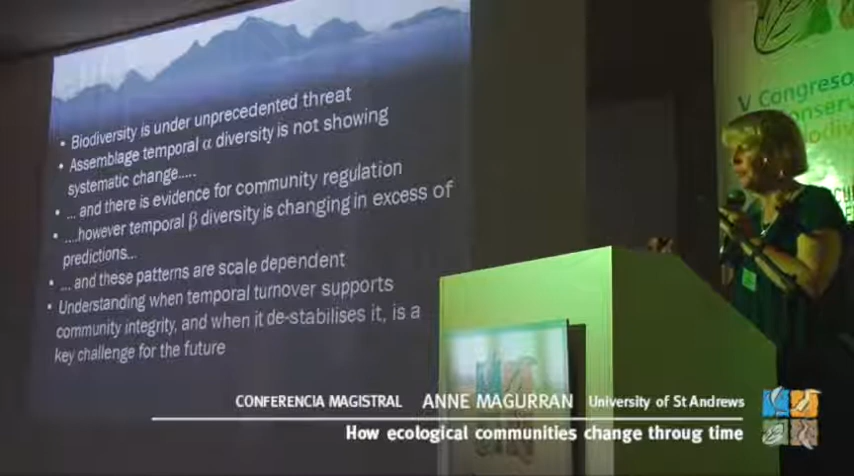 • Biodiversity is under unprecedented threat
• Assemblage temporal α diversity is not showing
systematic change.....
• ... and there is evidence for community regulation
• ....however temporal β diversity is changing in excess of
predictions...
• ... and these patterns are scale dependent
• Understanding when temporal turnover supports
community integrity, and when it de-stabilises it, is a
key challenge for the future
V Congreso
CONFERENCIA MAGISTRAL ANNE MAGURRAN University of St Andrews
How ecological communities change throug time